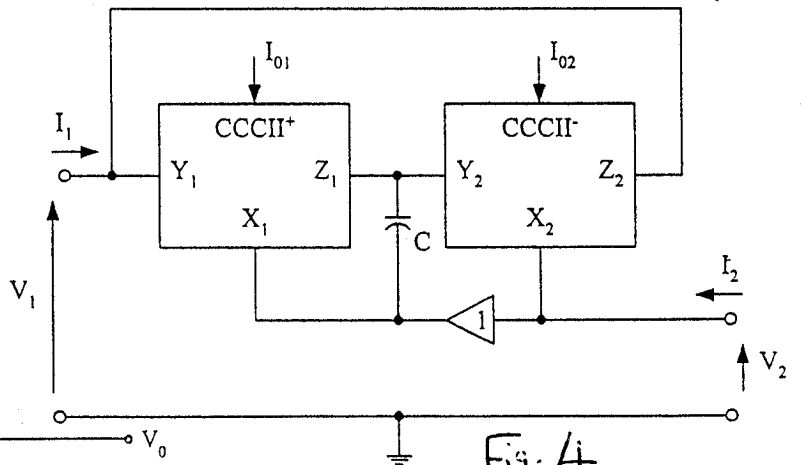 I01 I02
CCCII+ CCCII-
I1
Y1 Z1 Y2 Z2
X1 X2
C
I2
V1
1
V2
V0
Fig. 4